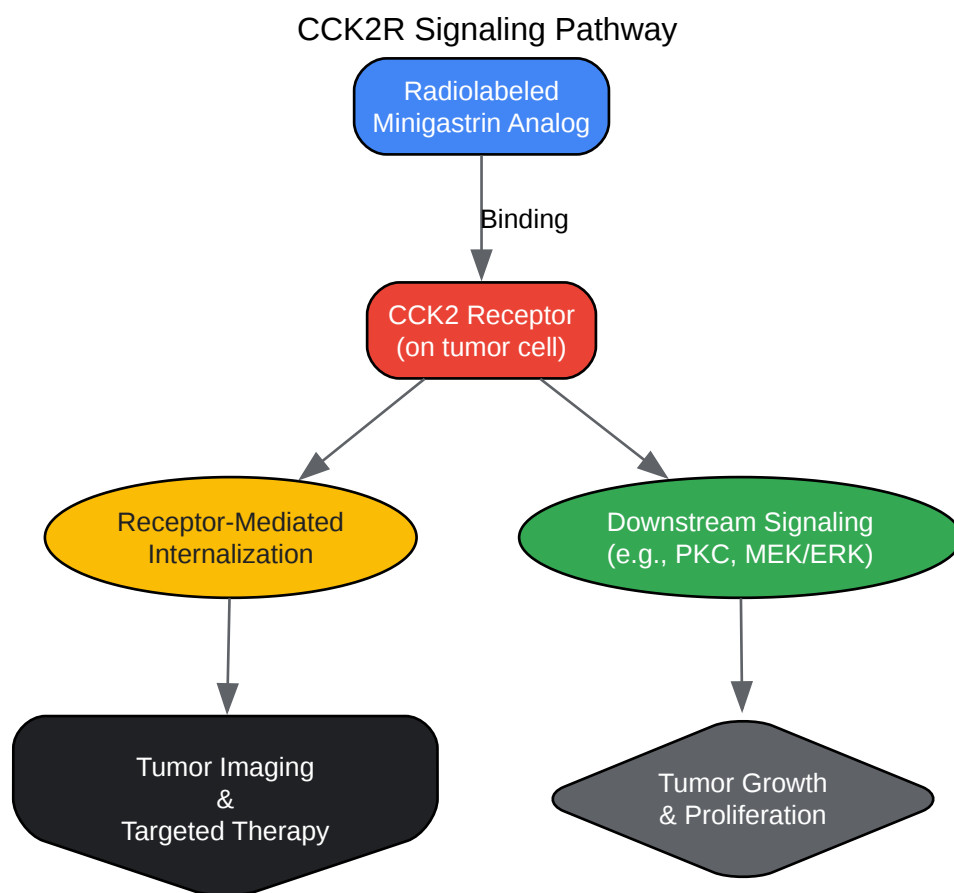 CCK2R Signaling Pathway
Radiolabeled
Minigastrin Analog
Binding
CCK2 Receptor
(on tumor cell)
Receptor-Mediated
Internalization
Downstream Signaling
(e.g., PKC, MEK/ERK)
Tumor Imaging
&
Targeted Therapy
Tumor Growth
& Proliferation